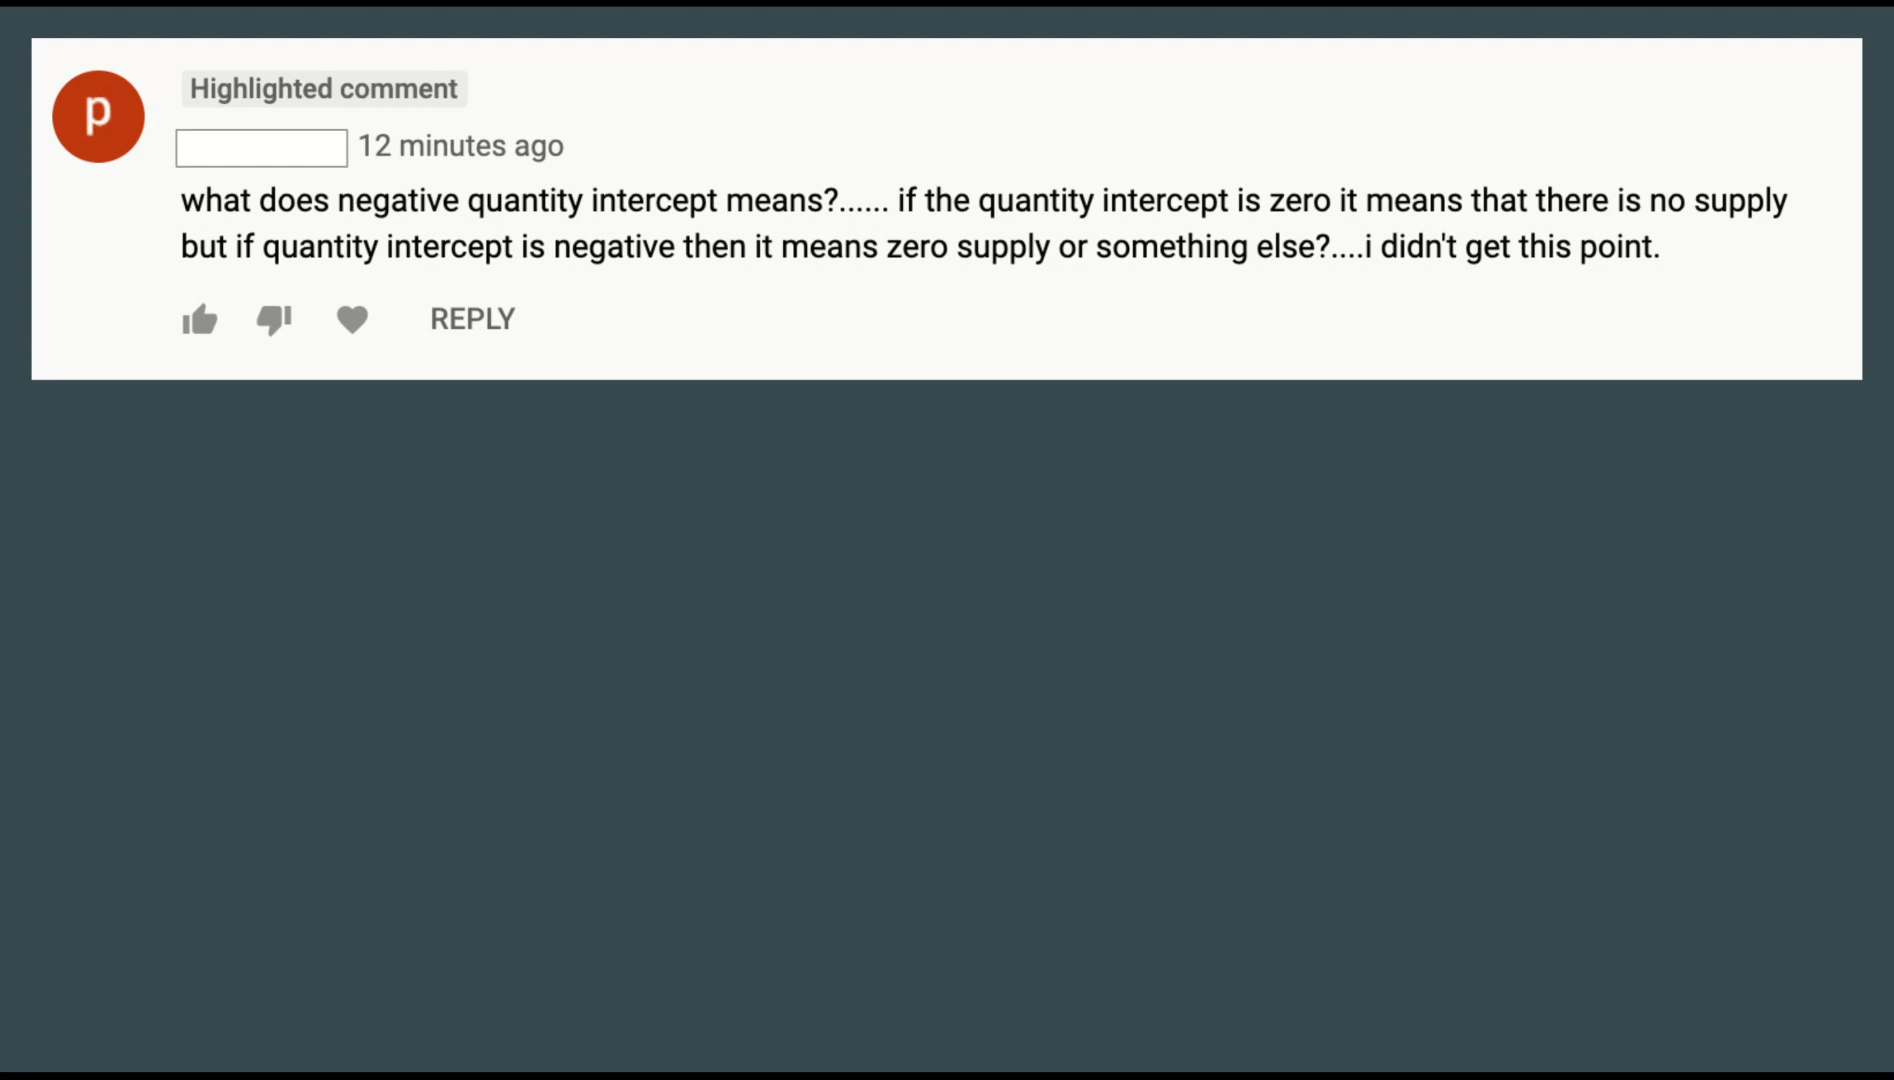 p
Highlighted comment
12 minutes ago
what does negative quantity intercept means?...... if the quantity intercept is zero it means that there is no supply
but if quantity intercept is negative then it means zero supply or something else?....i didn't get this point.
REPLY